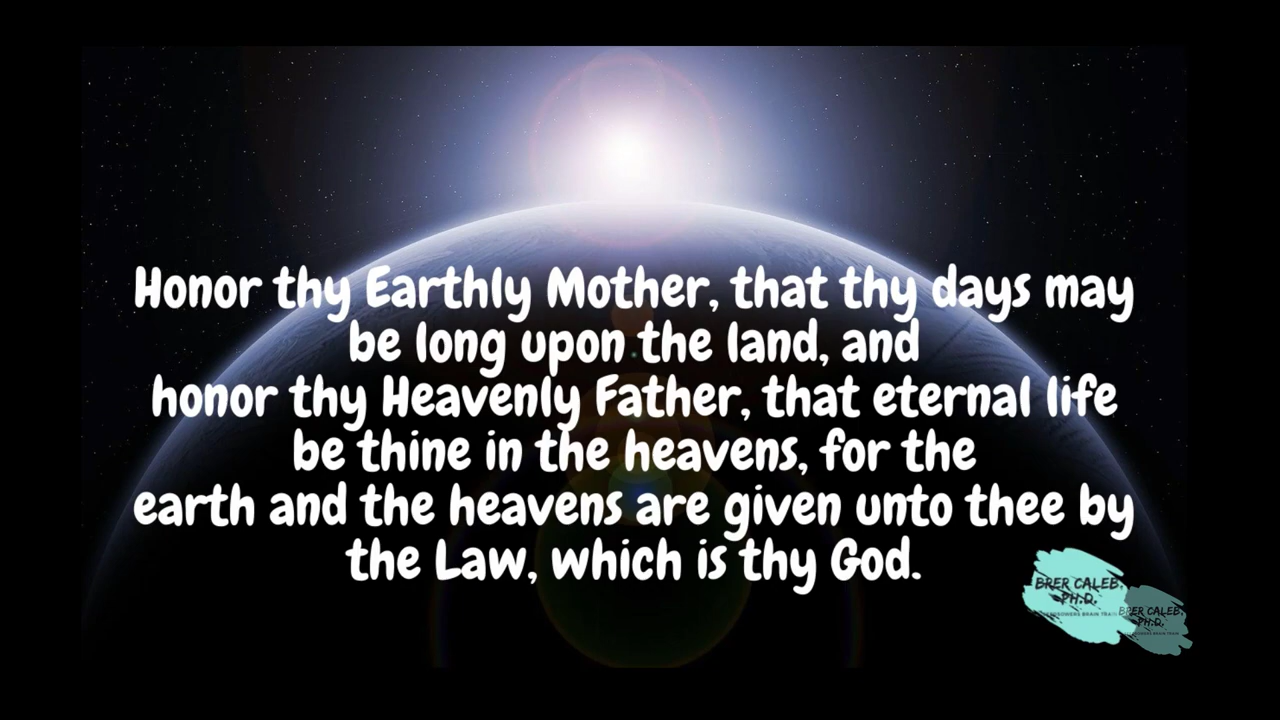 Honor thy Earthly Mother, that thy days may
be long upon the land, and
honor thy Heavenly Father, that eternal life
be thine in the heavens, for the
earth and the heavens are given unto thee by
the Law, which is thy God.
BRER CALEB,
PH.D.
BRER CALEB,
PH.D.